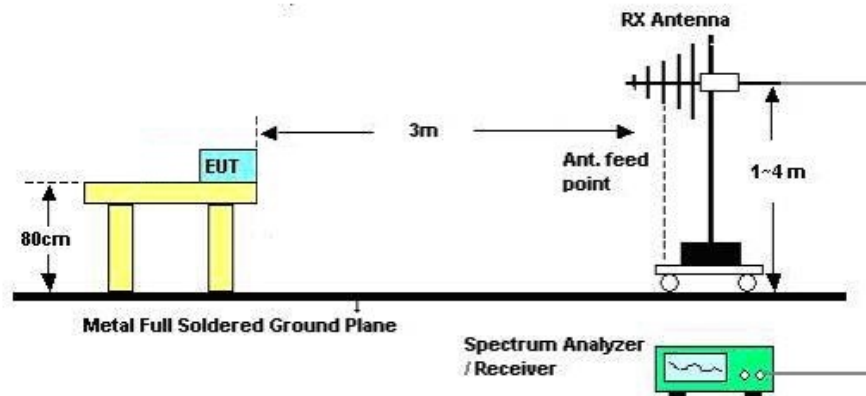 RX Antenna
3m
EUT
Ant. feed
point
1~4 m
80cm
Metal Full Soldered Ground Plane
Spectrum Analyzer
/ Receiver